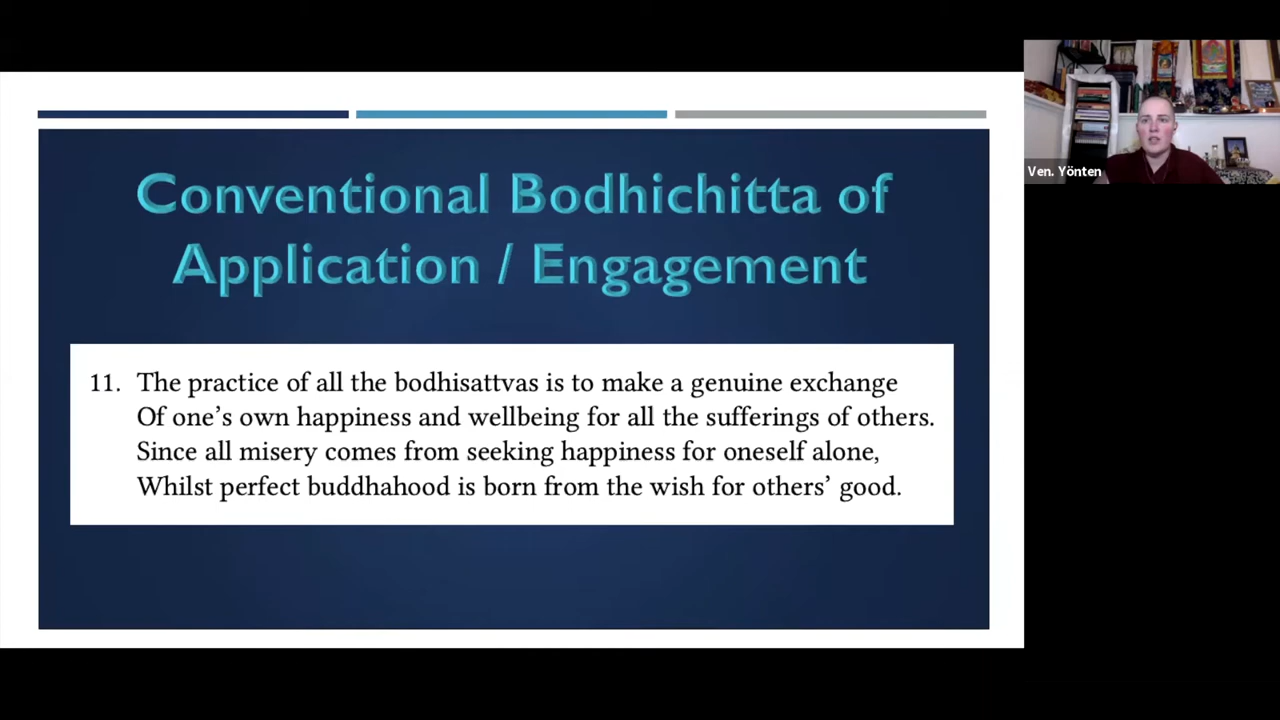 Conventional Bodhichitta of
Application / Engagement
11. The practice of all the bodhisattvas is to make a genuine exchange
Of one’s own happiness and wellbeing for all the sufferings of others.
Since all misery comes from seeking happiness for oneself alone,
Whilst perfect buddhahood is born from the wish for others’ good.
Ven. Yönten